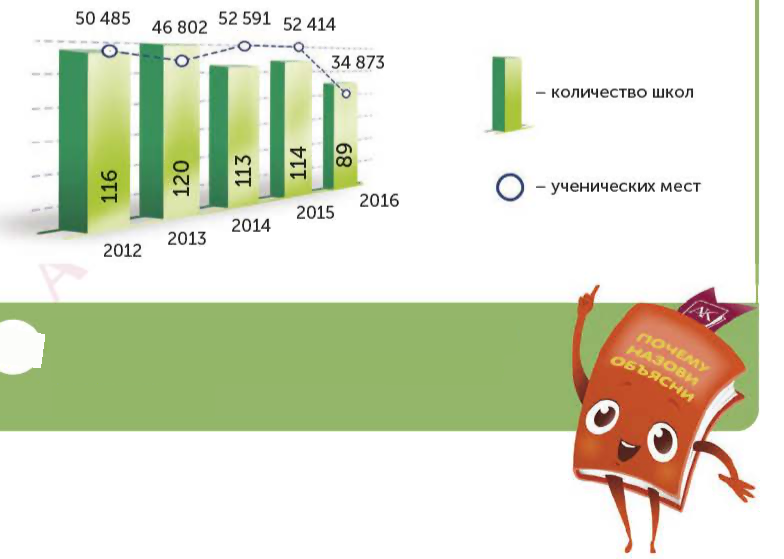 50 485
46 802
52 591
52 414
34 873
116
120
113
114
89
2012
2013
2014
2015
2016
– количество школ
– ученических мест
АК
ПОЧЕМУ
НАЗОВИ
ОБЪЯСНИ
А